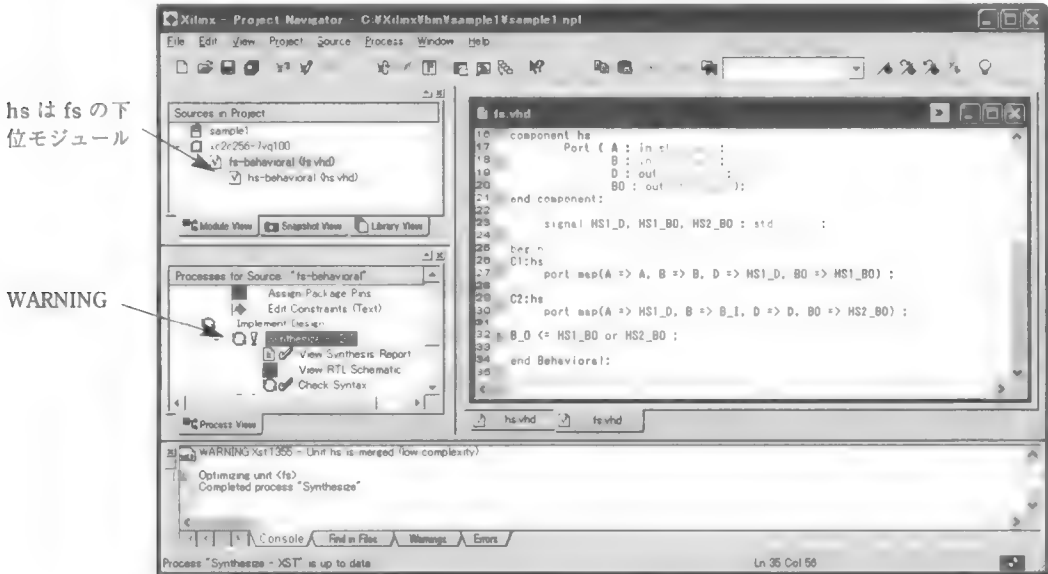 Xilinx - Project Navigator - C:¥Xilinx¥bin¥sample1¥sample1 npl
File Edit View Project Source Process Window Help
hs は fs の下
位モジュール
Sources in Project
sample1
xc2c256-7vq100
fs-behavioral (fs vhd)
hs-behavioral (hs vhd)
Module View Snapshot View Library View
WARNING
Processes for Source "fs-behavioral"
Assign Package Pins
Edit Constraints (Text)
Implement Design
View Synthesis Report
View RTL Schematic
Check Syntax
Process View
fs.vhd
16 component hs
17 Port ( A : in :
18 B : in
19 D : out :
20 BO : out );
21 end component;
22
23 signal HS1_D, HS1_BO, HS2_BO : std ;
24
25
26 C1:hs
27 port map(A => A, B => B, D => HS1_D, BO => HS1_BO) ;
28
29 C2:hs
30 port map(A => HS1_D, B => B_I, D => D, BO => HS2_BO) ;
31
32 B_O <= HS1_BO or HS2_BO ;
33
34 end Behavioral;
35
hs vhd fs vhd
WARNING Xst 1355 - Unit hs is merged (low complexity)
Optimizing unit <fs>
Completed process "Synthesize"
Console Find in Files Warnings Errors
Process "Synthesize - XST" is up to date
Ln 35 Col 56